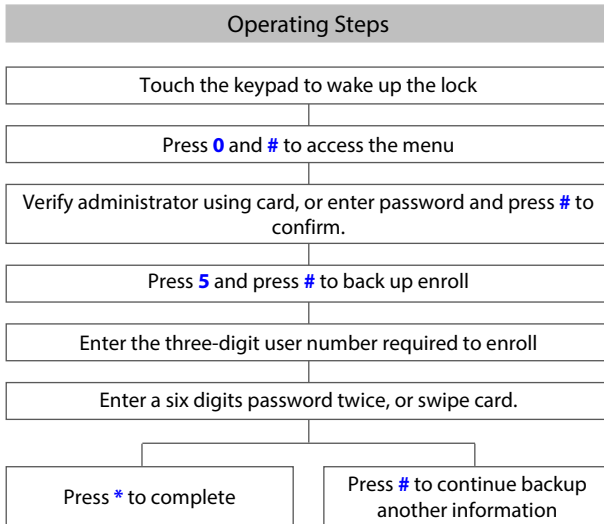 Operating Steps
Touch the keypad to wake up the lock
Press 0 and # to access the menu
Verify administrator using card, or enter password and press # to
confirm.
Press 5 and press # to back up enroll
Enter the three-digit user number required to enroll
Enter a six digits password twice, or swipe card.
Press * to complete
Press # to continue backup
another information